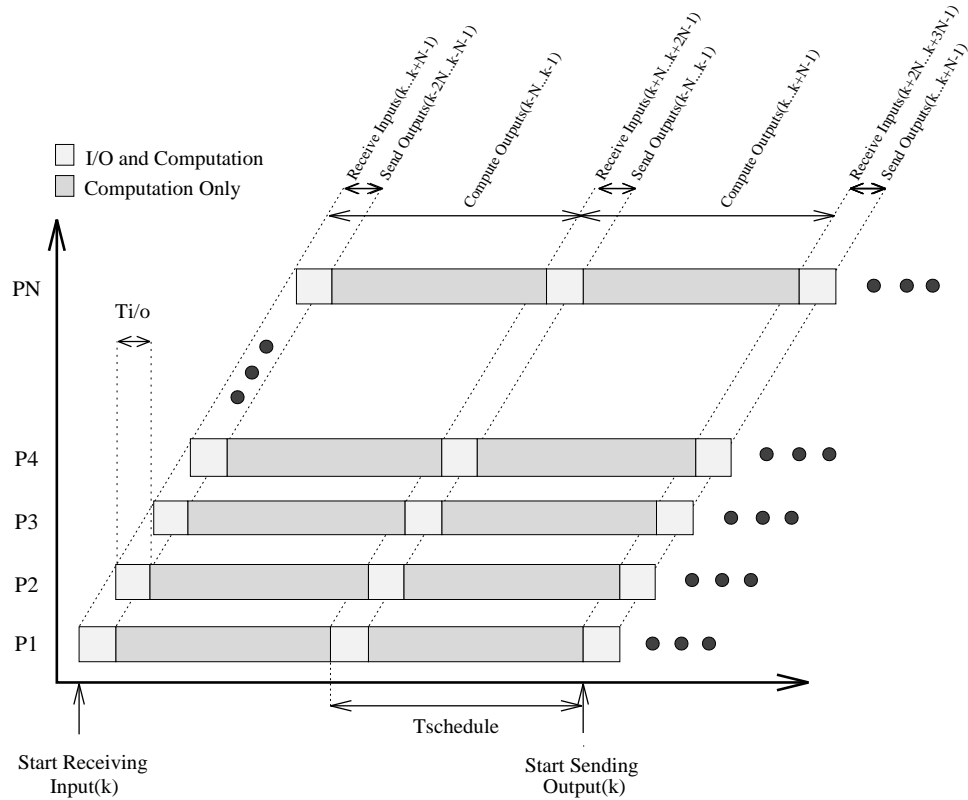 Receive Inputs(k...k+N-1)
Send Outputs(k-2N...k-N-1)
Compute Outputs(k-N...k-1)
Receive Inputs(k+N...k+2N-1)
Send Outputs(k-N...k-1)
Compute Outputs(k...k+N-1)
Receive Inputs(k+2N...k+3N-1)
Send Outputs(k...k+N-1)
I/O and Computation
Computation Only
PN
Ti/o
P4
P3
P2
P1
Tschedule
Start Receiving
Input(k)
Start Sending
Output(k)